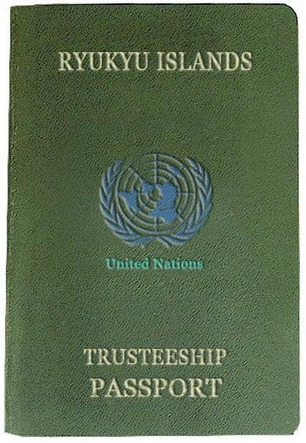 RYUKYU ISLANDS
United Nations
TRUSTEESHIP
PASSPORT